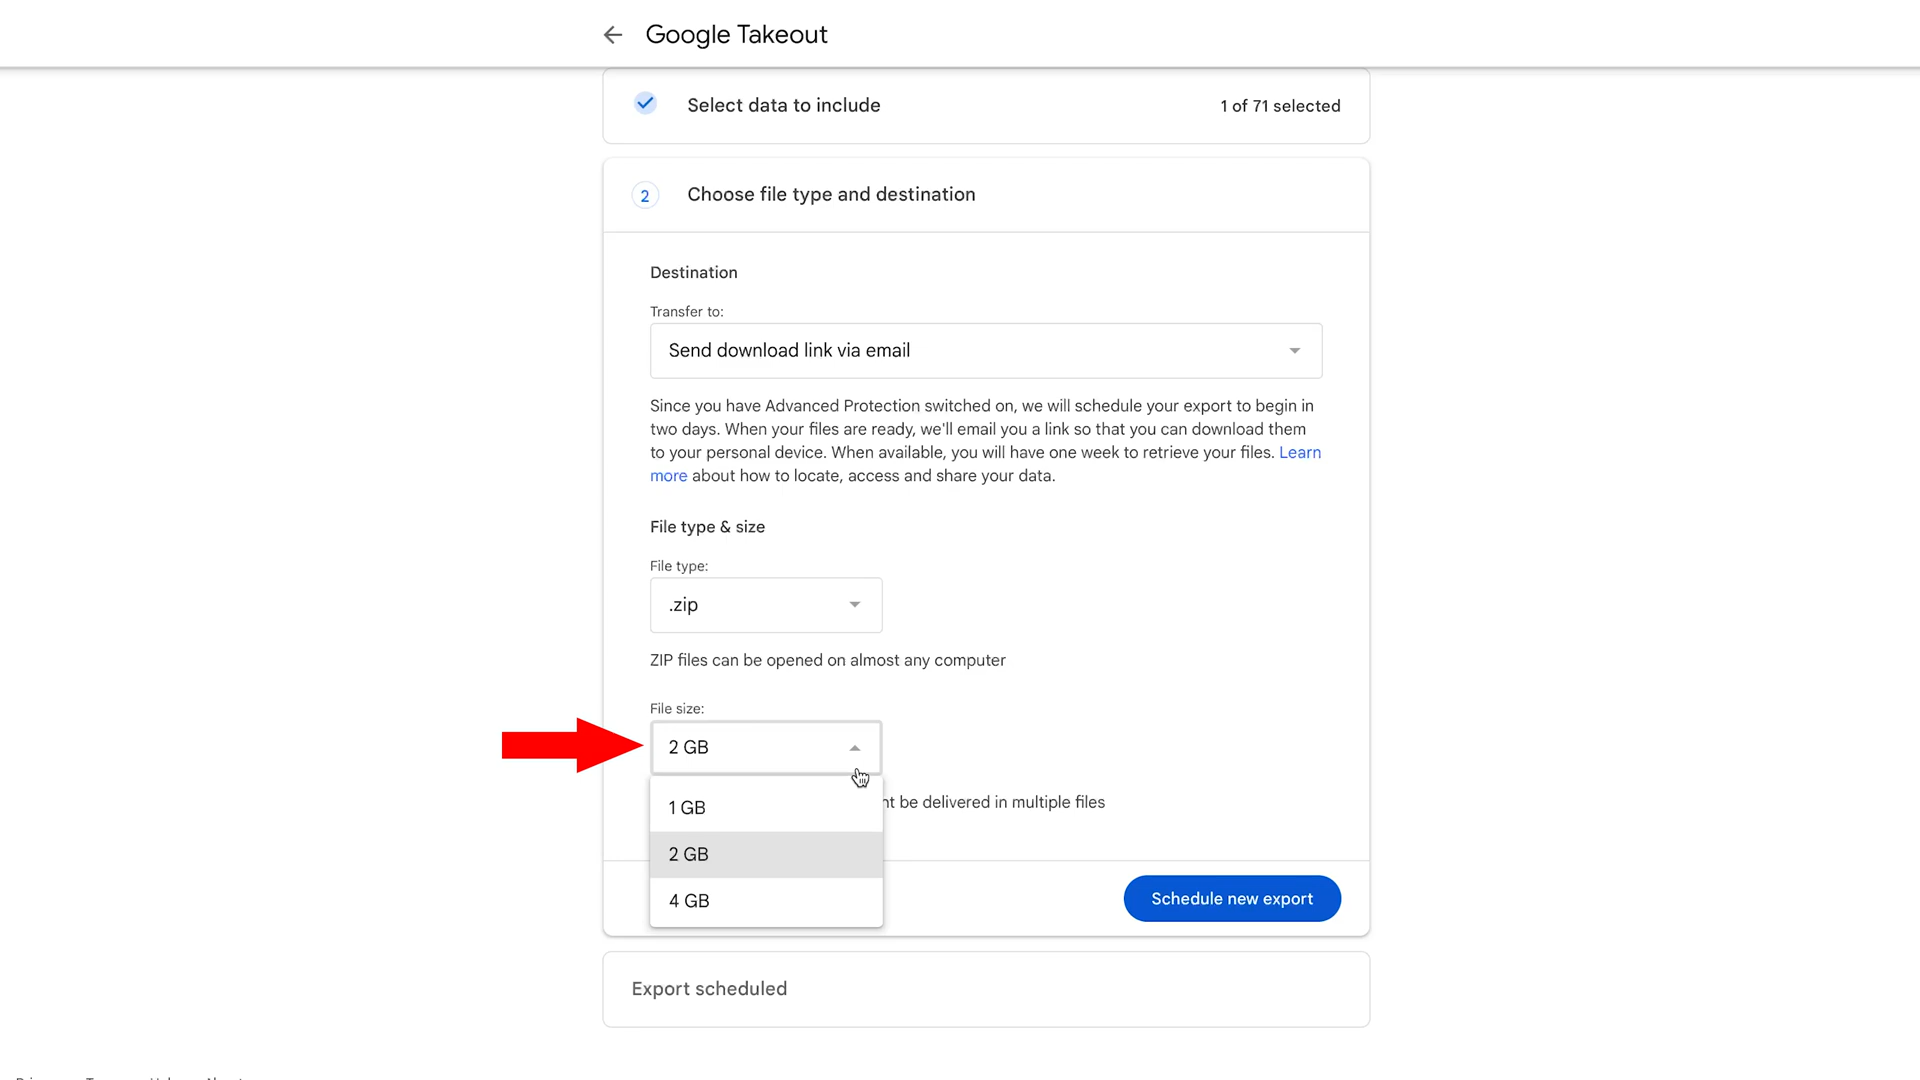 Google Takeout
Select data to include
1 of 71 selected
2
Choose file type and destination
Destination
Transfer to:
Send download link via email
Since you have Advanced Protection switched on, we will schedule your export to begin in
two days. When your files are ready, we'll email you a link so that you can download them
to your personal device. When available, you will have one week to retrieve your files. Learn
more about how to locate, access and share your data.
File type & size
File type:
.zip
ZIP files can be opened on almost any computer
File size:
2 GB
1 GB
be delivered in multiple files
2 GB
4 GB
Schedule new export
Export scheduled